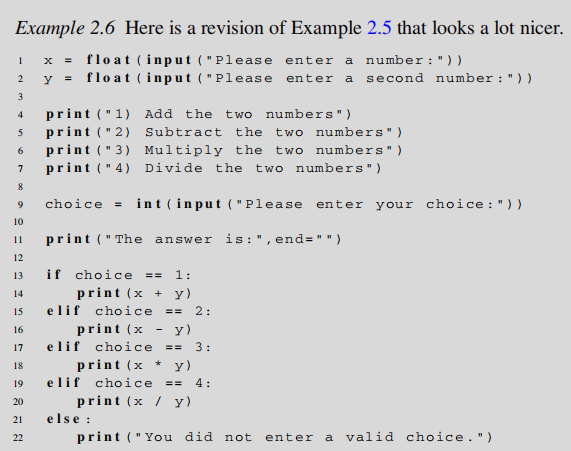 Example 2.6 Here is a revision of Example 2.5 that looks a lot nicer.
1 x = float(input("Please enter a number:"))
2 y = float(input("Please enter a second number:"))
3
4 print("1) Add the two numbers")
5 print("2) Subtract the two numbers")
6 print("3) Multiply the two numbers")
7 print("4) Divide the two numbers")
8
9 choice = int(input("Please enter your choice:"))
10
11 print("The answer is:",end="")
12
13 if choice == 1:
14     print(x + y)
15 elif choice == 2:
16     print(x - y)
17 elif choice == 3:
18     print(x * y)
19 elif choice == 4:
20     print(x / y)
21 else:
22     print("You did not enter a valid choice.")